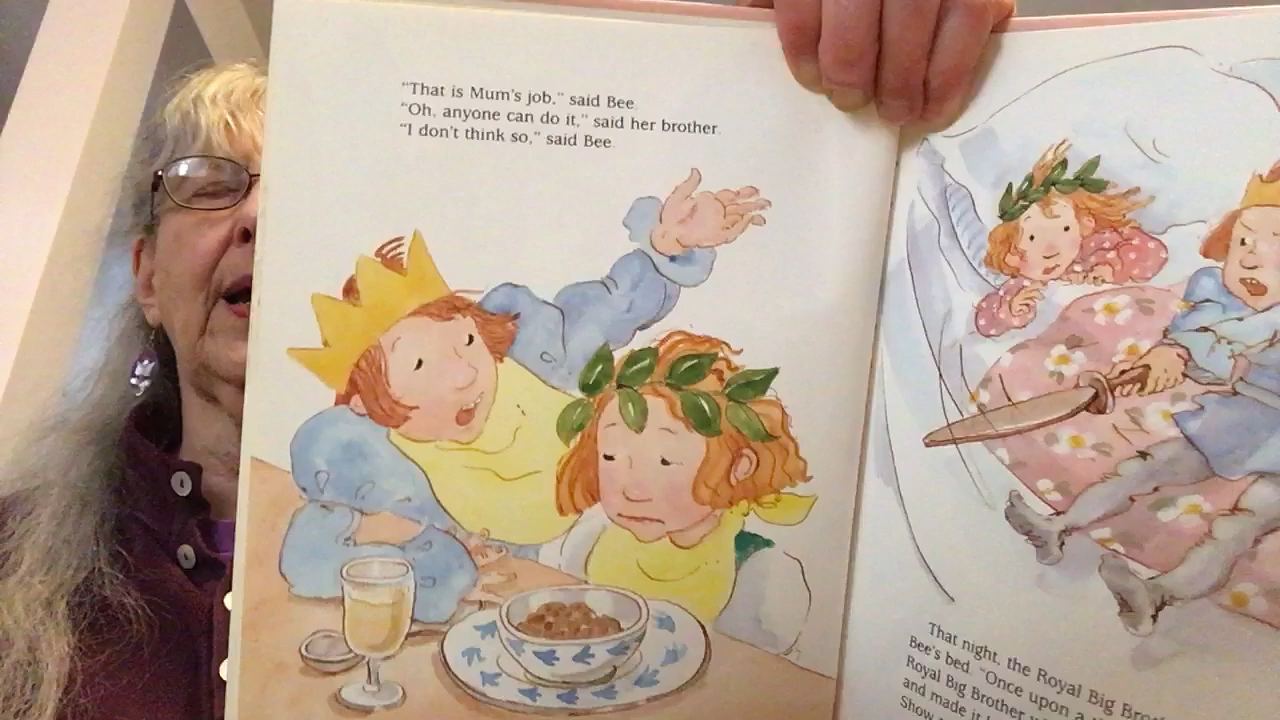 "That is Mum's job," said Bee.
"Oh, anyone can do it," said her brother.
"I don't think so," said Bee.
That night, the Royal Big
Bee's bed. "Once upon a
Royal Big Brother
and made it
Show